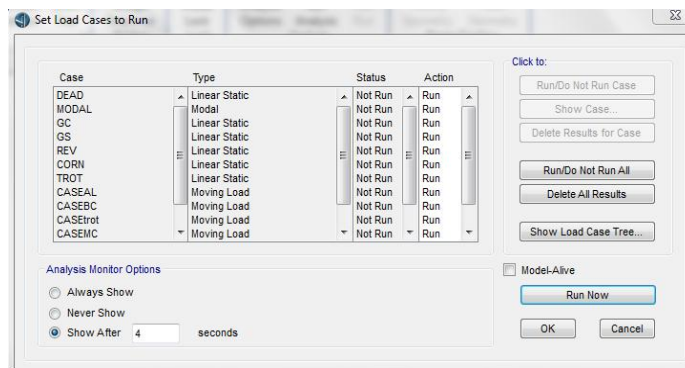 Set Load Cases to Run
Click to:
Case Type Status Action
DEAD Linear Static Not Run Run
MODAL Modal Not Run Run
GC Linear Static Not Run Run
GS Linear Static Not Run Run
REV Linear Static Not Run Run
CORN Linear Static Not Run Run
TROT Linear Static Not Run Run
CASEAL Moving Load Not Run Run
CASEBC Moving Load Not Run Run
CASEtrot Moving Load Not Run Run
CASEMC Moving Load Not Run Run
Run/Do Not Run Case
Show Case...
Delete Results for Case
Run/Do Not Run All
Delete All Results
Show Load Case Tree...
Analysis Monitor Options
Always Show
Never Show
Show After 4 seconds
Model-Alive
Run Now
OK Cancel